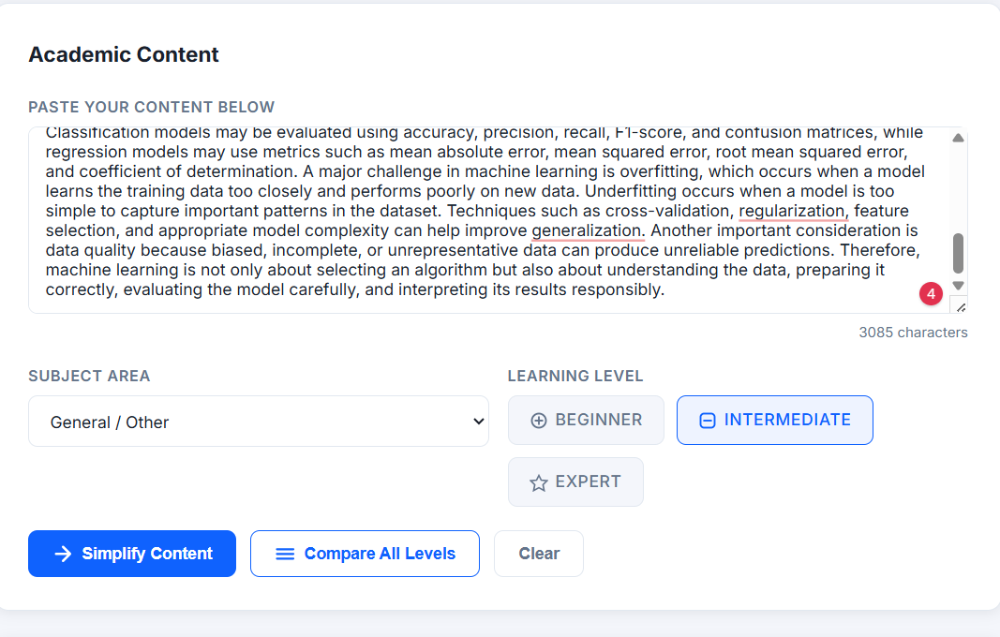 Academic Content
PASTE YOUR CONTENT BELOW
Classification models may be evaluated using accuracy, precision, recall, F1-score, and confusion matrices, while
regression models may use metrics such as mean absolute error, mean squared error, root mean squared error,
and coefficient of determination. A major challenge in machine learning is overfitting, which occurs when a model
learns the training data too closely and performs poorly on new data. Underfitting occurs when a model is too
simple to capture important patterns in the dataset. Techniques such as cross-validation, regularization, feature
selection, and appropriate model complexity can help improve generalization. Another important consideration is
data quality because biased, incomplete, or unrepresentative data can produce unreliable predictions. Therefore,
machine learning is not only about selecting an algorithm but also about understanding the data, preparing it
correctly, evaluating the model carefully, and interpreting its results responsibly.
4
3085 characters
SUBJECT AREA
General / Other
LEARNING LEVEL
BEGINNER
INTERMEDIATE
EXPERT
Simplify Content
Compare All Levels
Clear